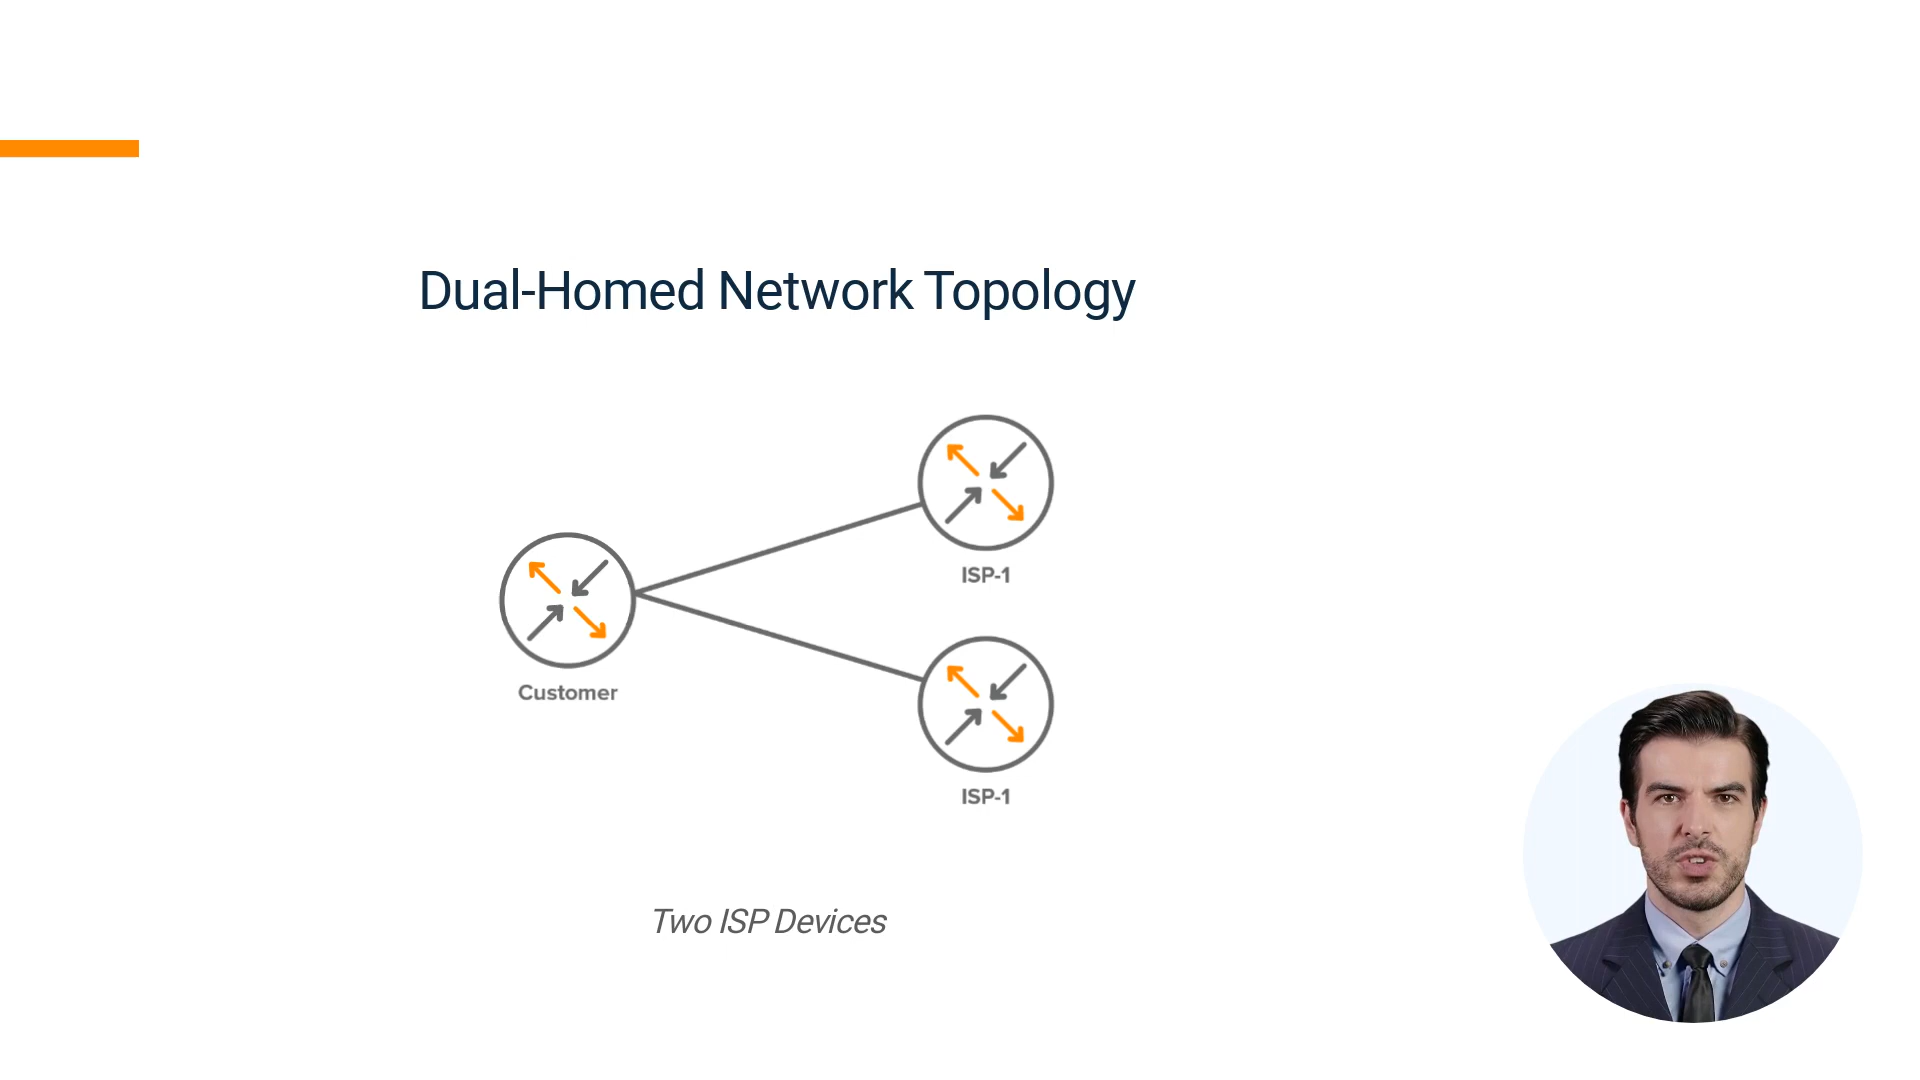 Dual-Homed Network Topology
ISP-1
Customer
ISP-1
Two ISP Devices